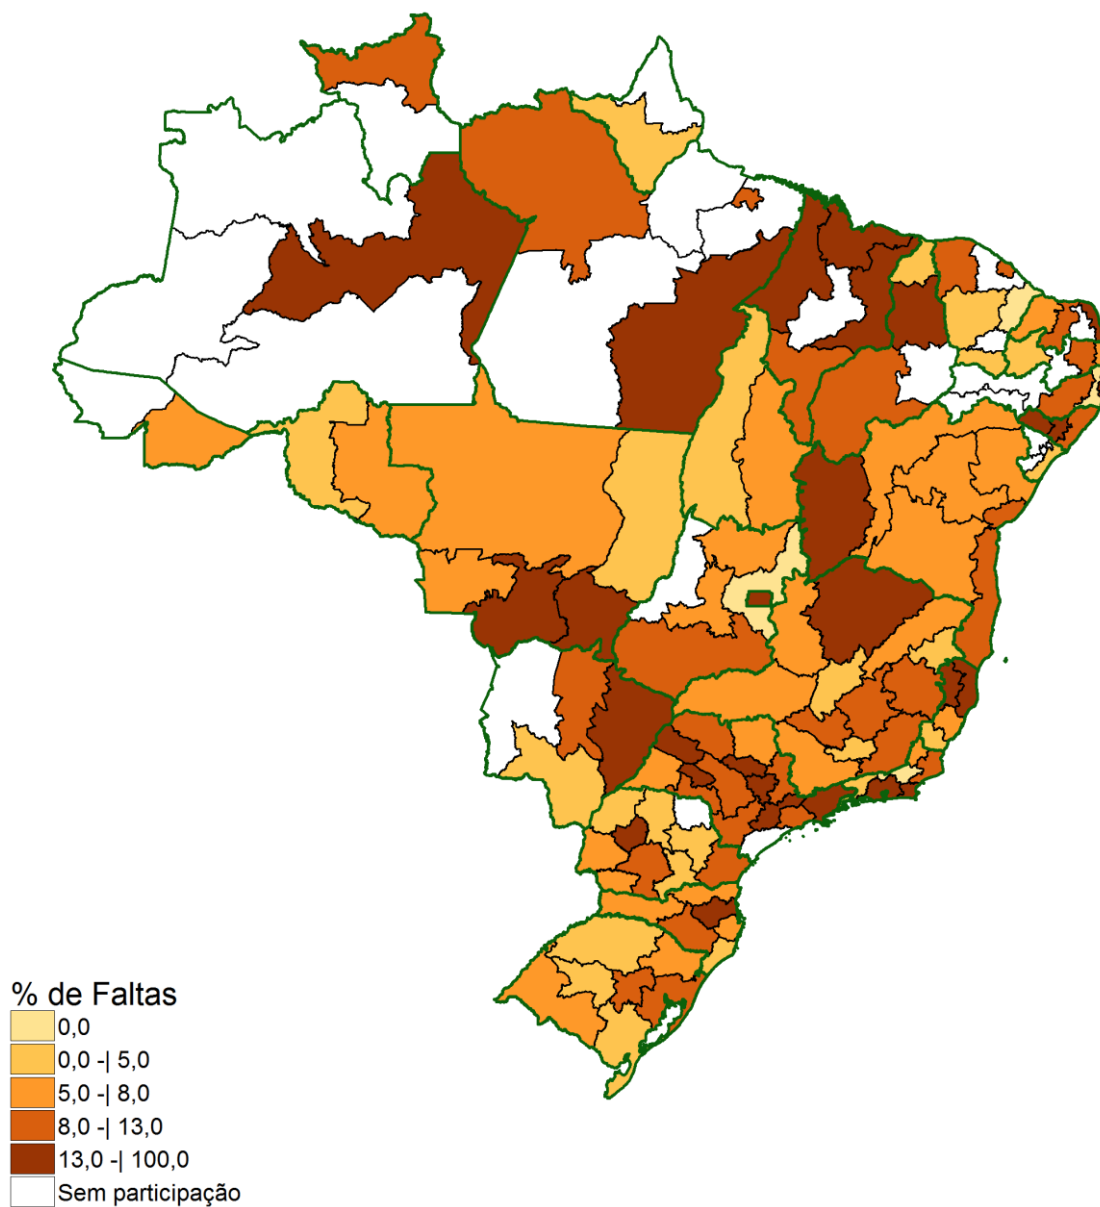 % de Faltas
0,0
0,0 -| 5,0
5,0 -| 8,0
8,0 -| 13,0
13,0 -| 100,0
Sem participação